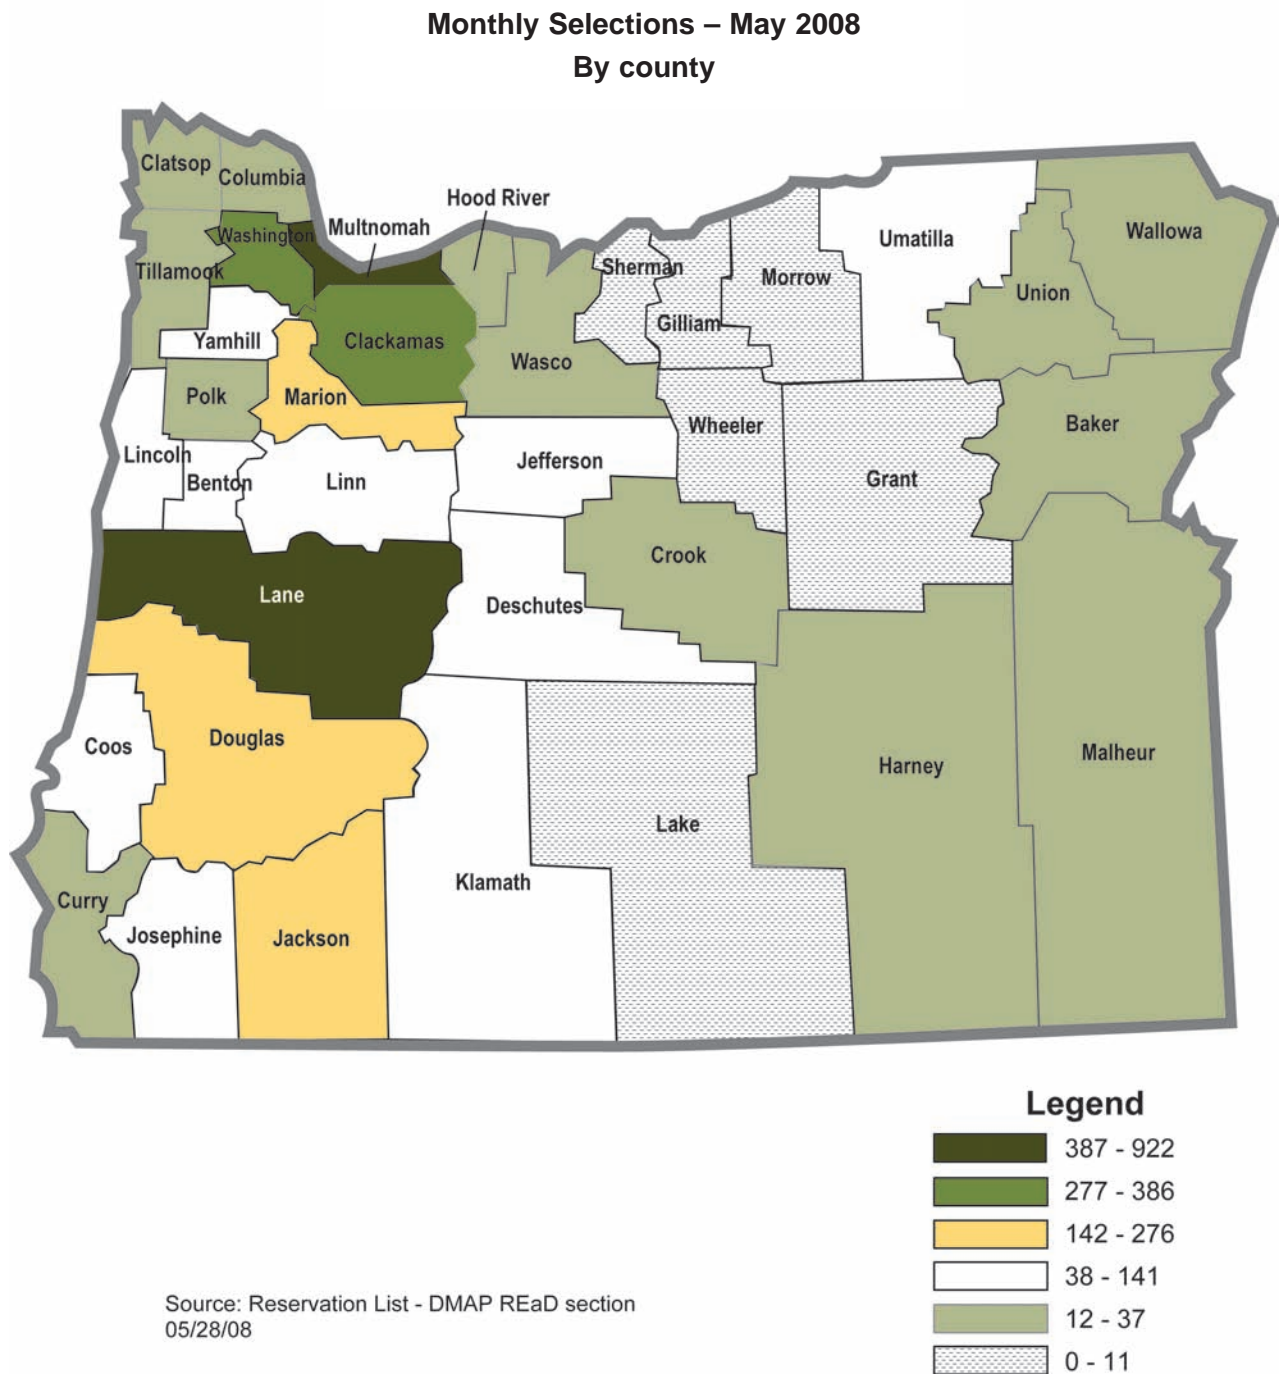 Monthly Selections – May 2008
By county
Clatsop
Columbia
Hood River
Multnomah
Washington
Umatilla
Wallowa
Tillamook
Sherman
Morrow
Union
Gilliam
Yamhill
Clackamas
Wasco
Polk
Marion
Wheeler
Baker
Lincoln
Benton
Linn
Jefferson
Grant
Crook
Lane
Deschutes
Coos
Douglas
Harney
Malheur
Lake
Klamath
Curry
Josephine
Jackson
Legend
387 - 922
277 - 386
142 - 276
38 - 141
12 - 37
0 - 11
Source: Reservation List - DMAP REaD section
05/28/08